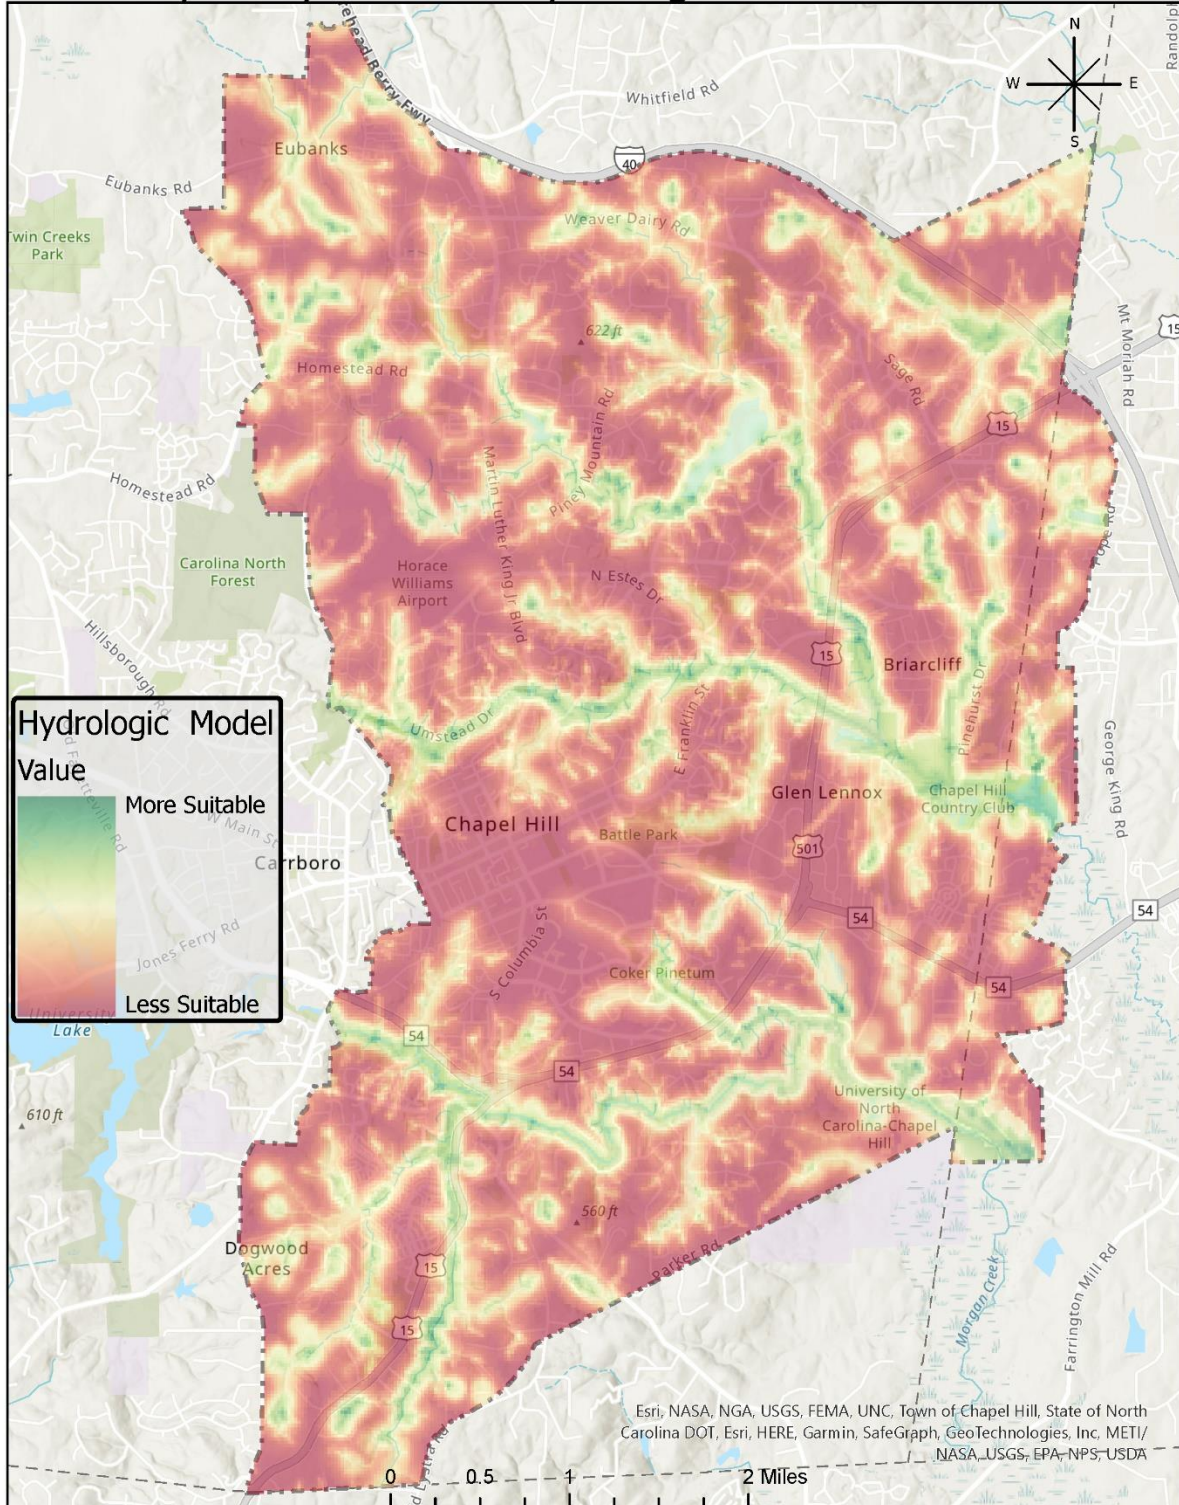 N
W E
S
Whitfield Rd
Berry Fwy
40
Eubanks
Eubanks Rd
Twin Creeks
Park
Weaver Dairy Rd
Mt Moriah Rd
15
622 ft
Homestead Rd
Sage Rd
15
Piney Mountain Rd
Martin Luther King Jr Blvd
Homestead Rd
Carolina North
Forest
Horace
Williams
Airport
N Estes Dr
Pope Rd
Hillsborough Rd
15
Briarcliff
Pinehurst Dr
Umstead Dr
E Franklin St
George King Rd
Hydrologic Model
Value
More Suitable
Less Suitable
W Main St
Carrboro
Jones Ferry Rd
University
Lake
Chapel Hill
Battle Park
Glen Lennox
Chapel Hill
Country Club
501
54
54
54
S Columbia St
Coker Pinetum
54
54
610 ft
University of
North
Carolina-Chapel
Hill
560 ft
Dogwood
Acres
15
15
Parker Rd
Morgan Creek
Farrington Mill Rd
Esri, NASA, NGA, USGS, FEMA, UNC, Town of Chapel Hill, State of North
Carolina DOT, Esri, HERE, Garmin, SafeGraph, GeoTechnologies, Inc, METI/
NASA, USGS, EPA, NPS, USDA
0 0.5 1 2 Miles